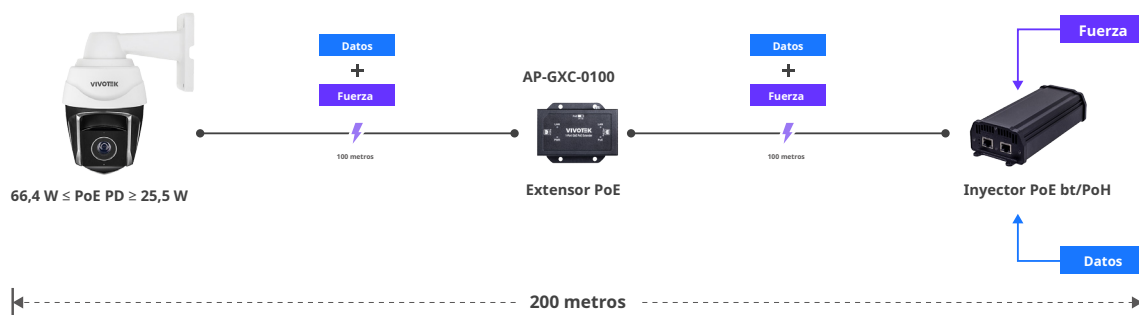 Fuerza
Datos
+
Fuerza
Datos
+
Fuerza
AP-GXC-0100
VIVOTEK
VIVOTEK
100 metros
100 metros
66,4 W ≤ PoE PD ≥ 25,5 W
Extensor PoE
Inyector PoE bt/PoH
Datos
200 metros